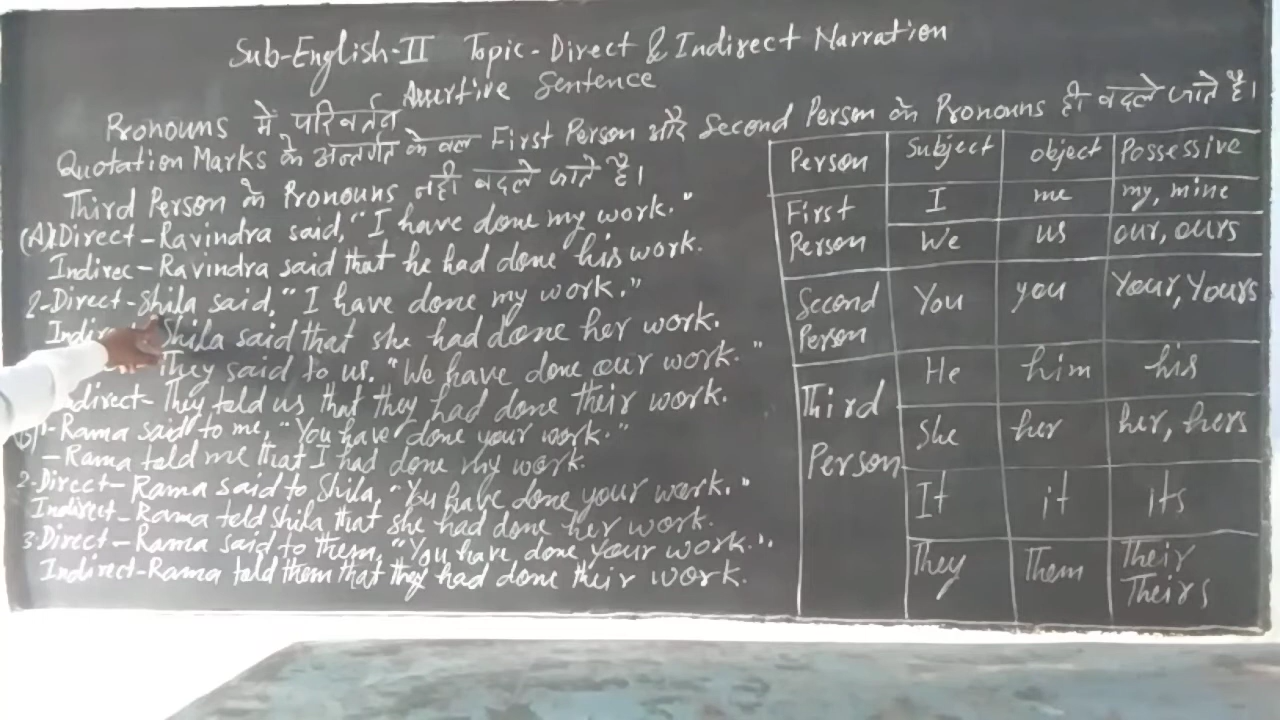 Sub-English-II Topic-Direct & Indirect Narration
Assertive Sentence
Pronouns में परिवर्तन
Quotation Marks के अन्तर्गत केवल First Person और Second Person के Pronouns ही बदले जाते हैं।
Third Person के Pronouns नहीं बदले जाते हैं।
(A)1.Direct-Ravindra said, "I have done my work."
Indirec-Ravindra said that he had done his work.
2-Direct-Shila said, "I have done my work."
Indire Shila said that she had done her work.
They said to us. "We have done our work."
Indirect-They told us that they had done their work.
(B)1-Rama said to me, "You have done your work."
-Rama told me that I had done my work.
2-Direct-Rama said to Shila, "You have done your work."
Indirect-Rama told Shila that she had done her work.
3-Direct-Rama said to them, "You have done your work."
Indirect-Rama told them that they had done their work.
Person Subject object Possessive
First Person I me my, mine
We us our, ours
Second Person You you Your, Yours
Third Person He him his
She her her, hers
It it its
They Them Their
Theirs